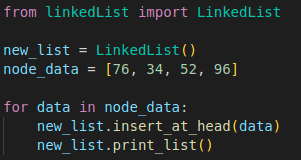 from linkedList import LinkedList
new_list = LinkedList()
node_data = [76, 34, 52, 96]
for data in node_data:
    new_list.insert_at_head(data)
    new_list.print_list()